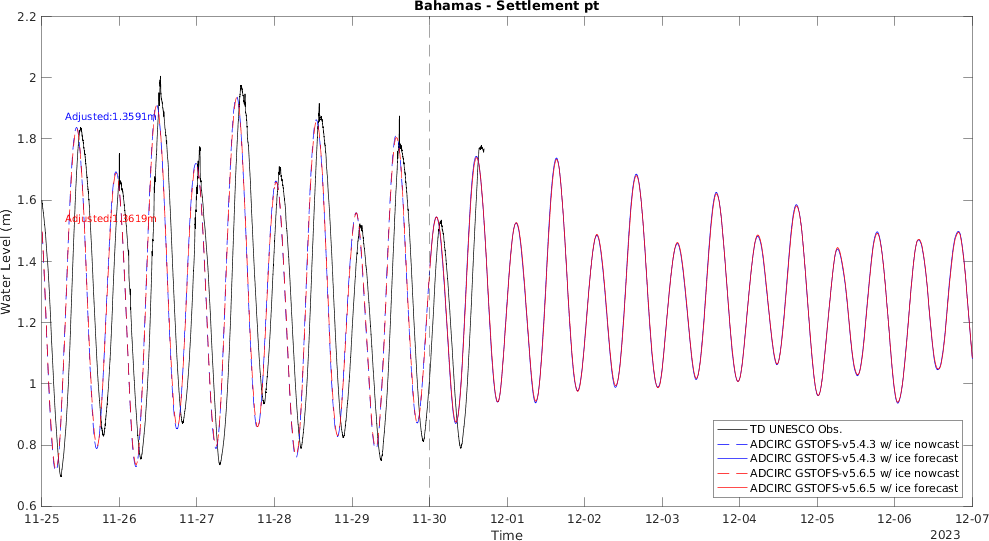 Bahamas - Settlement pt
2.2
2
1.8
1.6
1.4
1.2
1
0.8
0.6
Water Level (m)
Adjusted:1.3591m
Adjusted:1.3619m
TD UNESCO Obs.
ADCIRC GSTOFS-v5.4.3 w/ ice nowcast
ADCIRC GSTOFS-v5.4.3 w/ ice forecast
ADCIRC GSTOFS-v5.6.5 w/ ice nowcast
ADCIRC GSTOFS-v5.6.5 w/ ice forecast
11-25 11-26 11-27 11-28 11-29 11-30 12-01 12-02 12-03 12-04 12-05 12-06 12-07
Time
2023